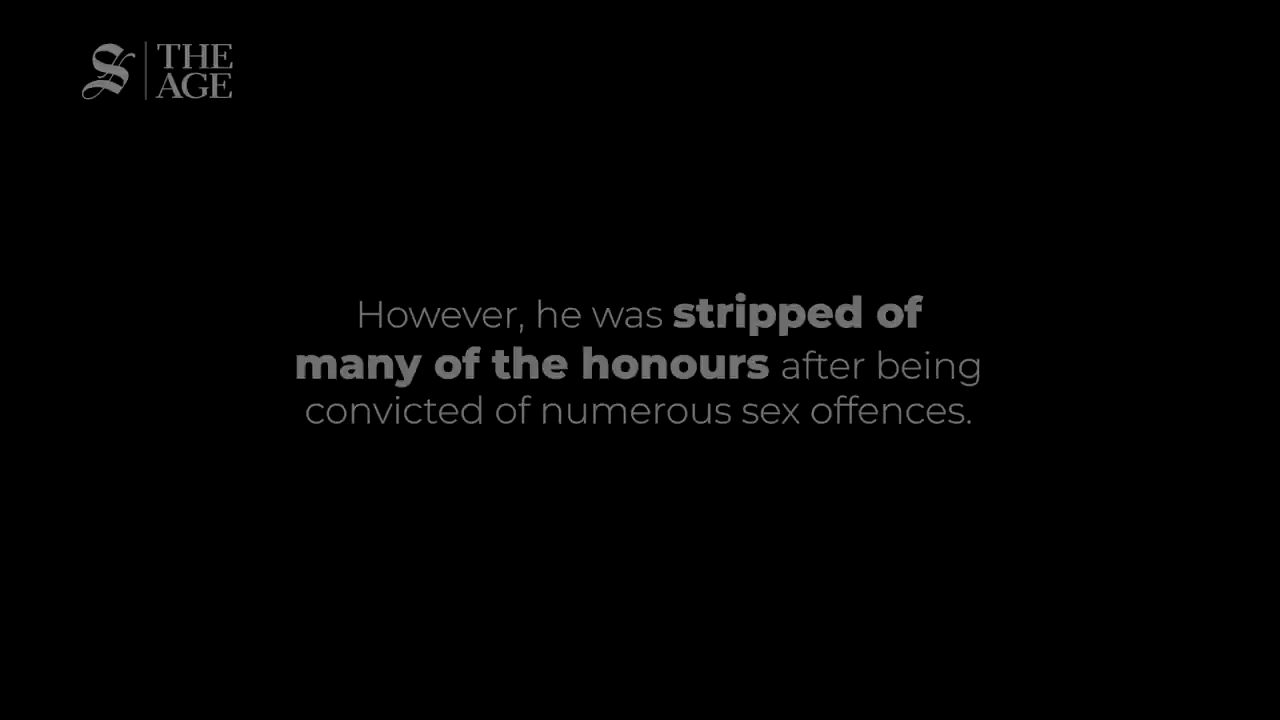 THE
AGE
However, he was stripped of
many of the honours after being
convicted of numerous sex offences.